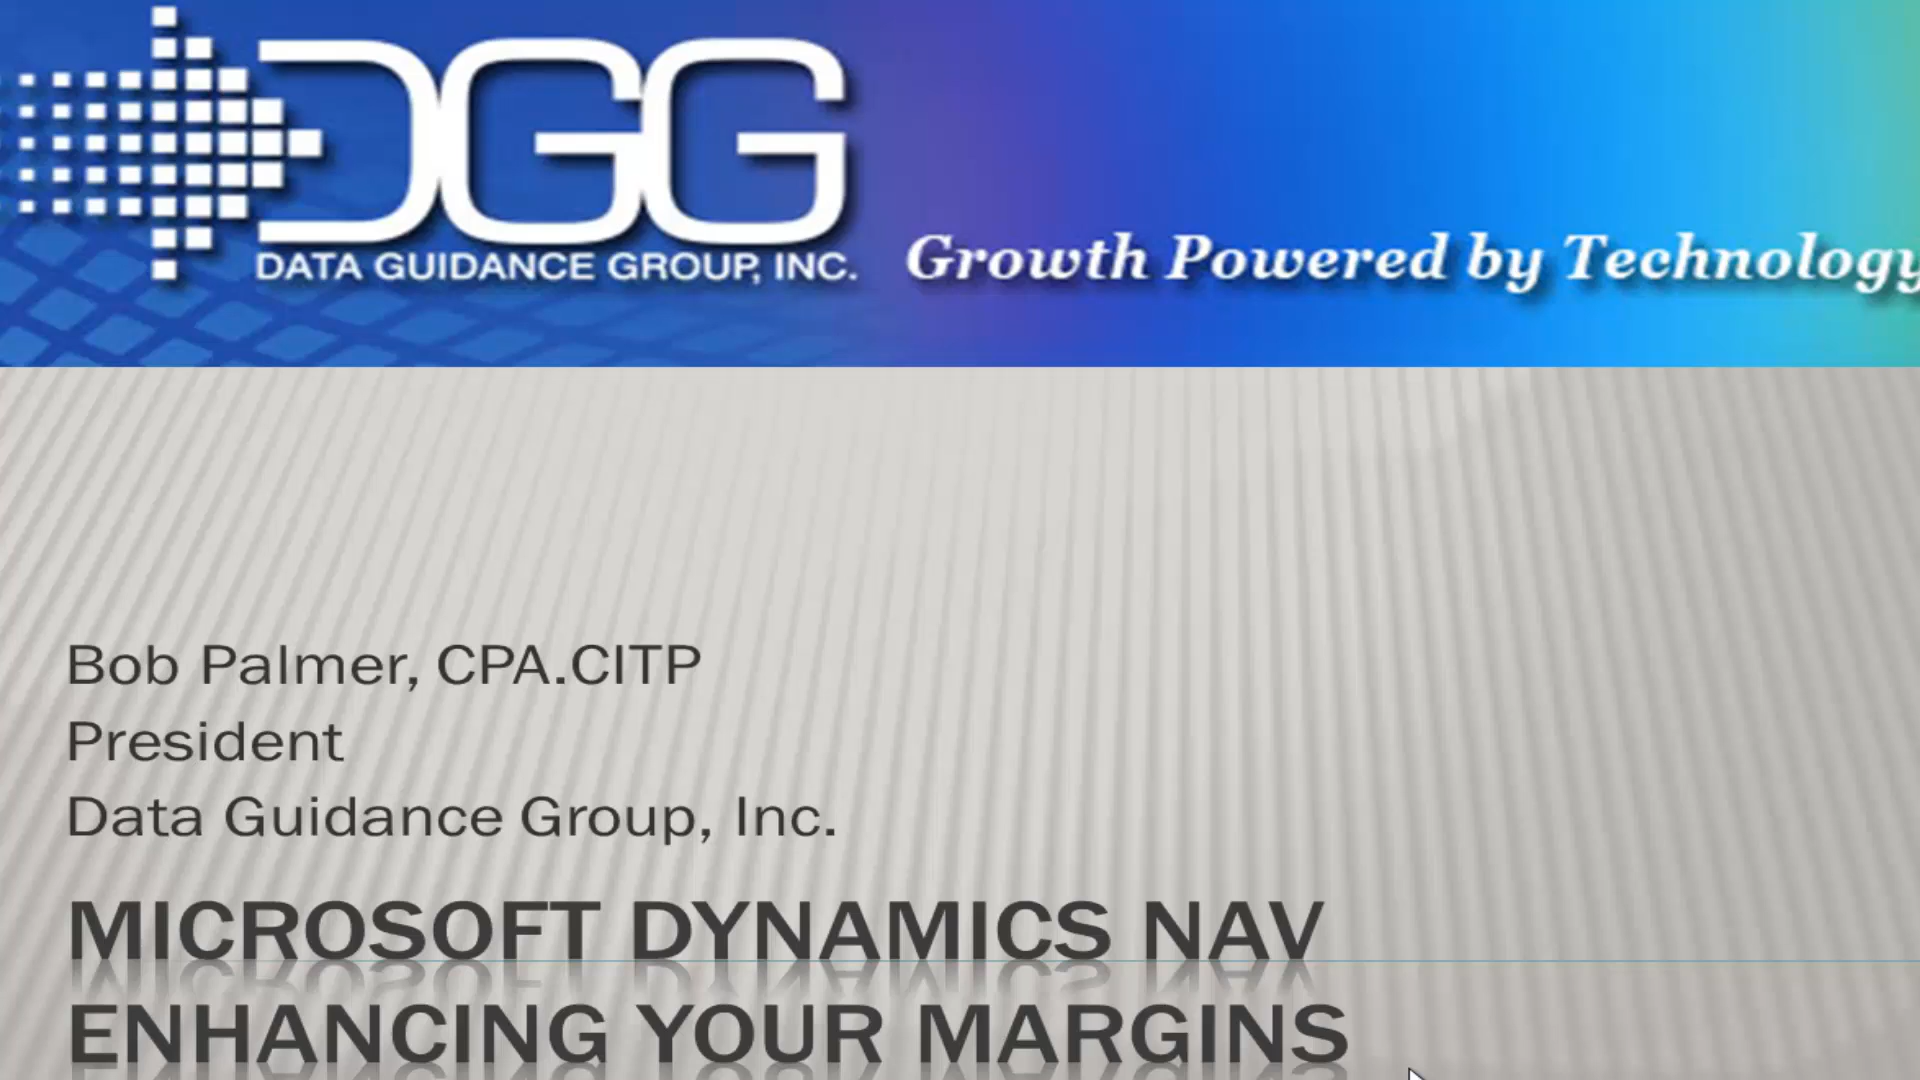 DGG
DATA GUIDANCE GROUP, INC.
Growth Powered by Technology
Bob Palmer, CPA.CITP
President
Data Guidance Group, Inc.
MICROSOFT DYNAMICS NAV
ENHANCING YOUR MARGINS